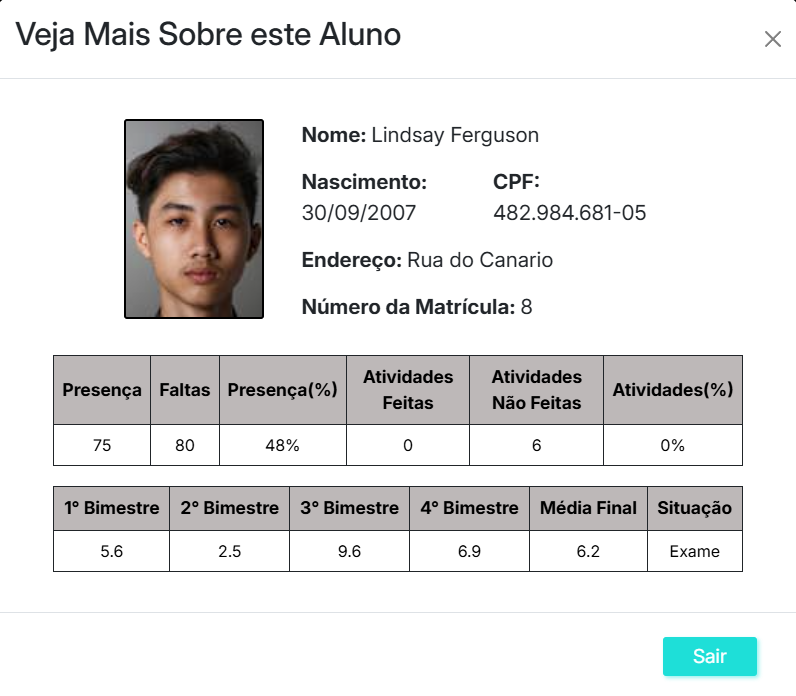 Veja Mais Sobre este Aluno
Nome: Lindsay Ferguson
Nascimento: CPF:
30/09/2007 482.984.681-05
Endereço: Rua do Canario
Número da Matrícula: 8
Presença Faltas Presença(%) Atividades Feitas Atividades Não Feitas Atividades(%)
75 80 48% 0 6 0%
1° Bimestre 2° Bimestre 3° Bimestre 4° Bimestre Média Final Situação
5.6 2.5 9.6 6.9 6.2 Exame
Sair